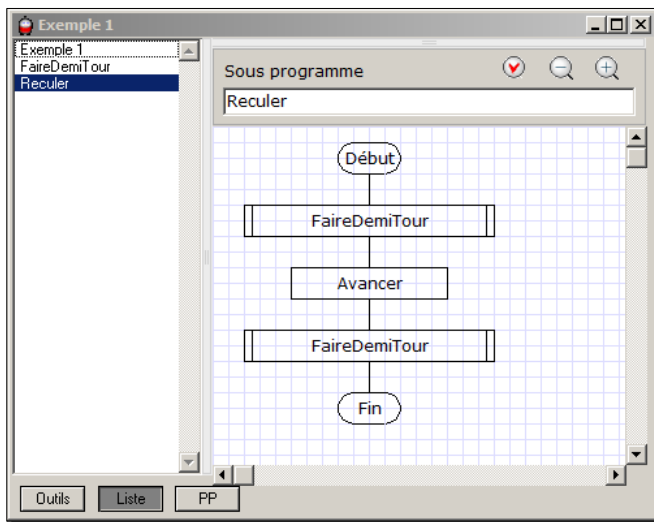 Exemple 1
Exemple 1
FaireDemiTour
Reculer
Sous programme
Reculer
Début
FaireDemiTour
Avancer
FaireDemiTour
Fin
Outils
Liste
PP